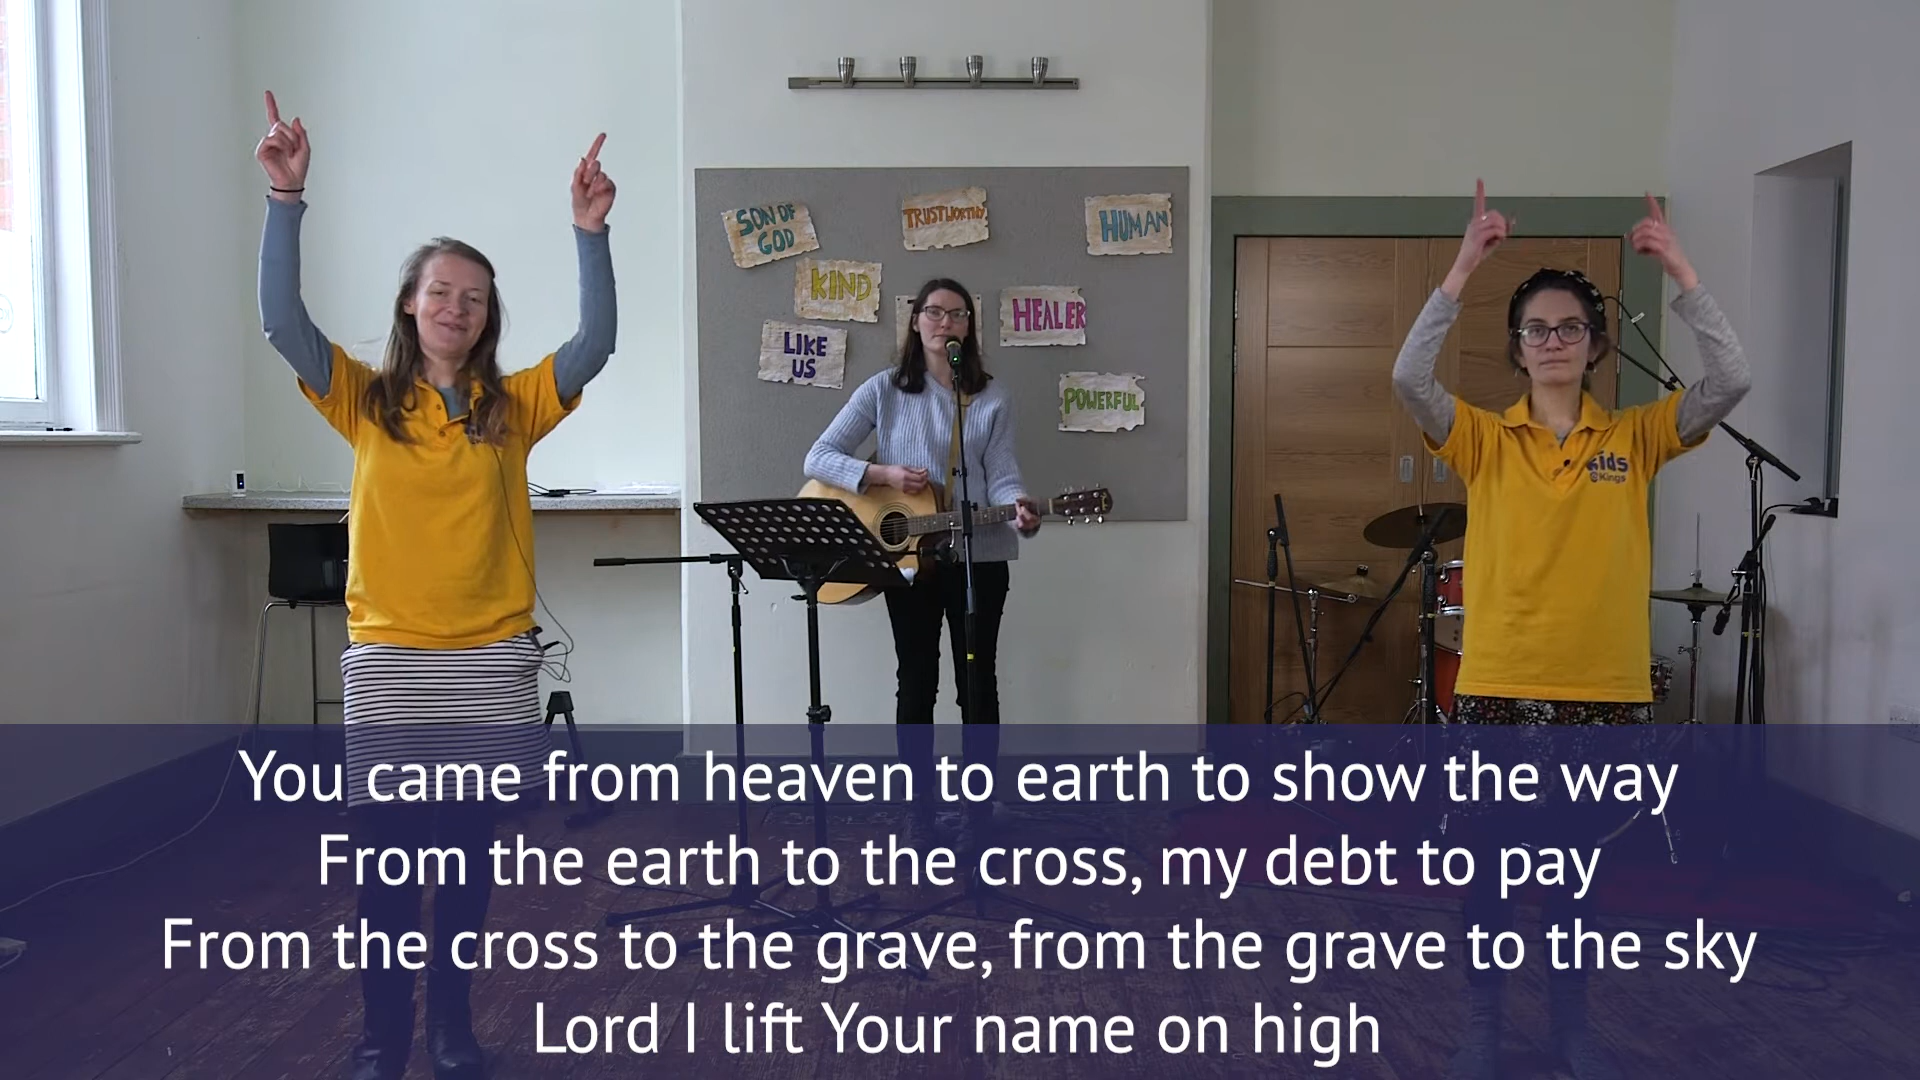 SON OF
GOD
TRUSTWORTHY
HUMAN
KIND
HEALER
LIKE
US
POWERFUL
kids
@Kings
You came from heaven to earth to show the way
From the earth to the cross, my debt to pay
From the cross to the grave, from the grave to the sky
Lord I lift Your name on high